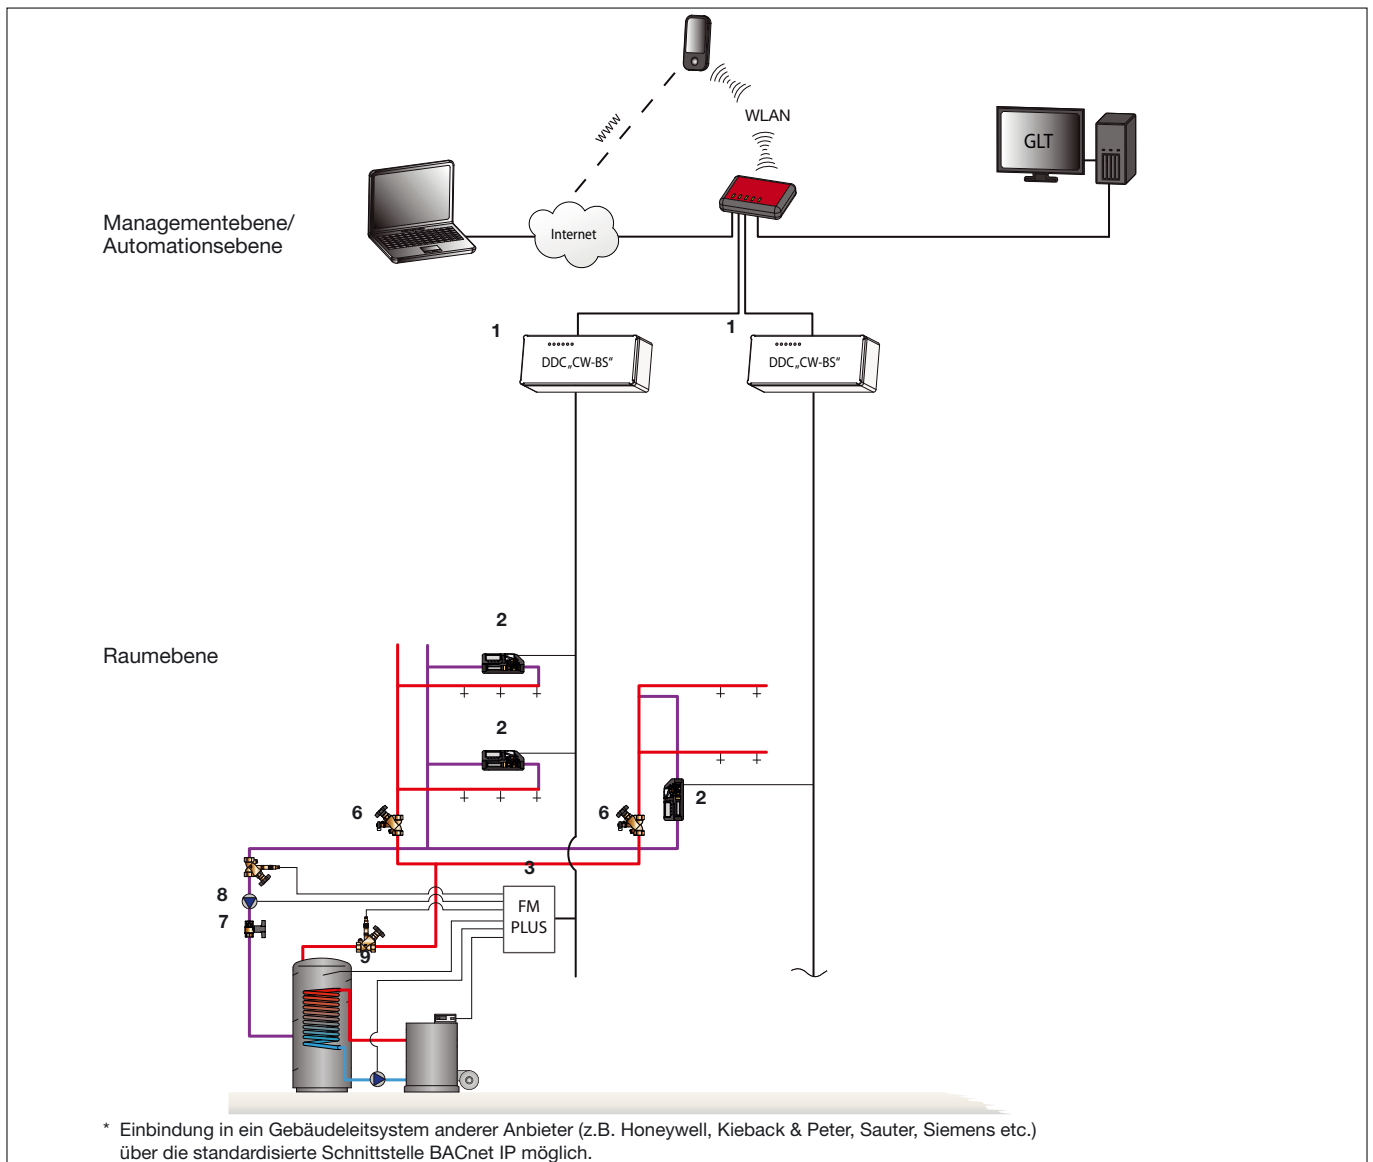 WLAN
www
GLT
Managementebene/
Automationsebene
Internet
1
1
DDC„CW-BS“
DDC„CW-BS“
2
Raumebene
2
2
6
6
3
8
FM
PLUS
7
9
* Einbindung in ein Gebäudeleitsystem anderer Anbieter (z.B. Honeywell, Kieback & Peter, Sauter, Siemens etc.)
über die standardisierte Schnittstelle BACnet IP möglich.